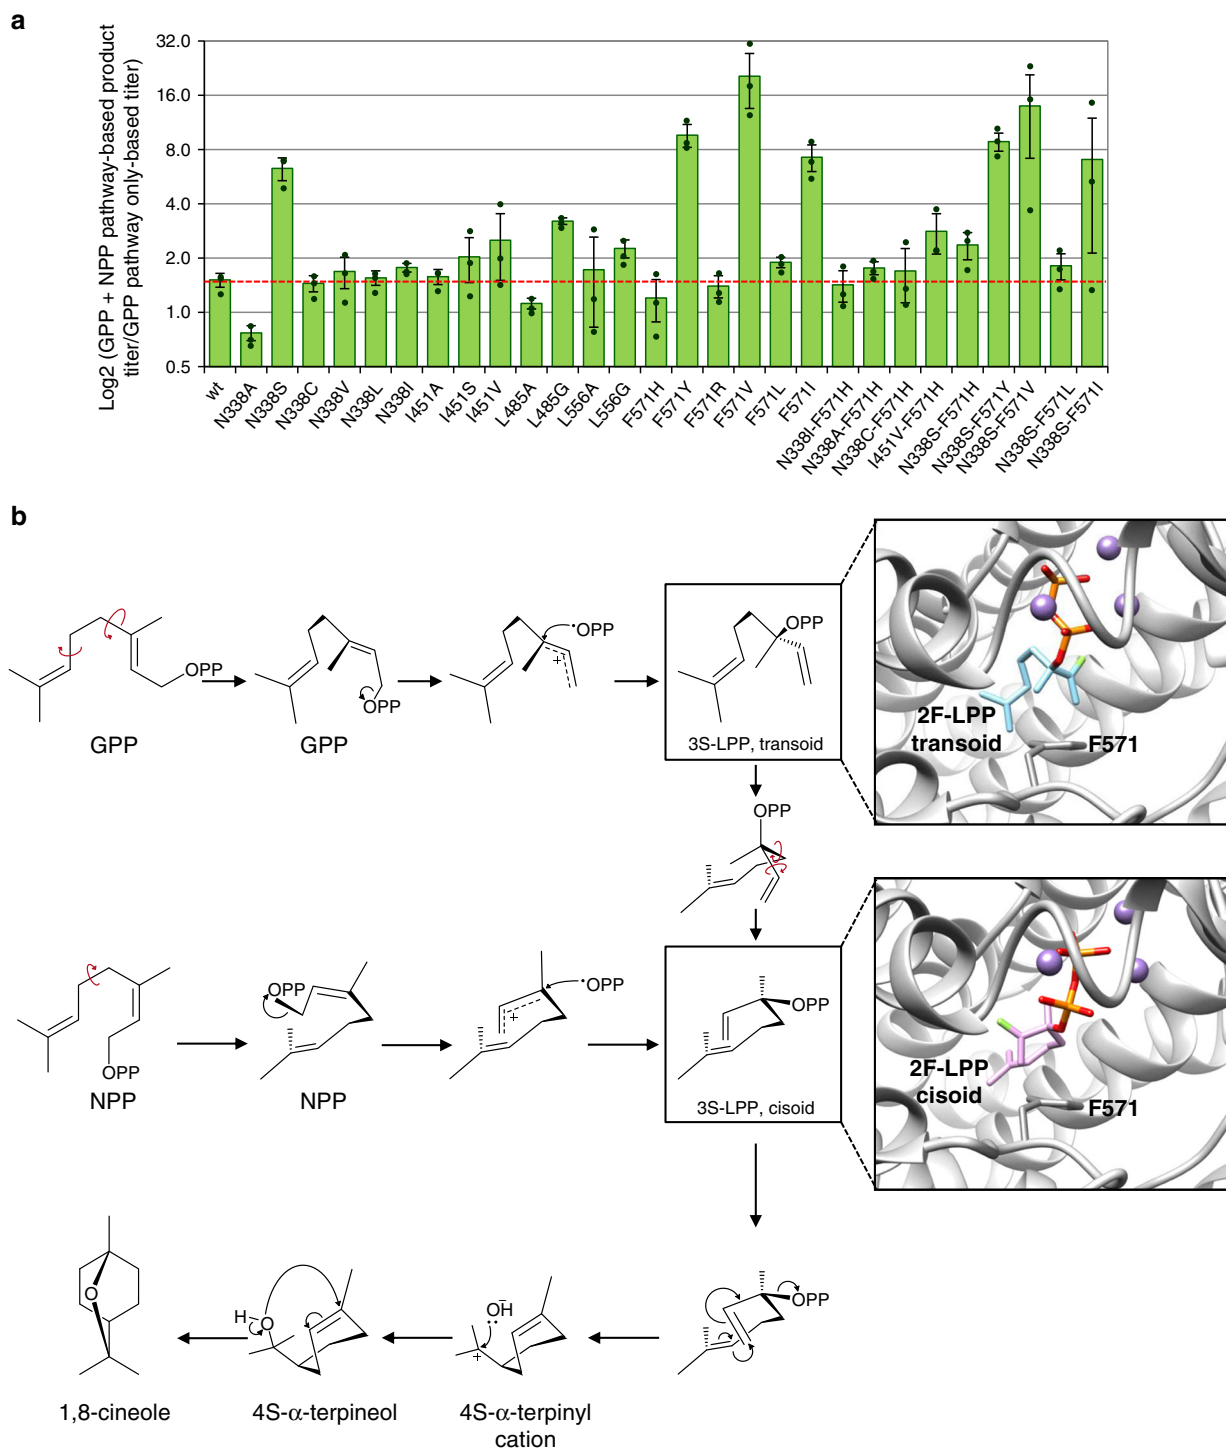 a
Log2 (GPP + NPP pathway-based product
titer/GPP pathway only-based titer)
32.0
16.0
8.0
4.0
2.0
1.0
0.5
wt
N338A
N338S
N338C
N338V
N338L
N338I
I451A
I451S
I451V
L485A
L485G
L556A
L556G
F571H
F571Y
F571R
F571V
F571L
F571I
N338I-F571H
N338A-F571H
N338C-F571H
I451V-F571H
N338S-F571H
N338S-F571Y
N338S-F571V
N338S-F571L
N338S-F571I
b
OPP
GPP
OPP
GPP
OPP
+
OPP
3S-LPP, transoid
2F-LPP
transoid
F571
OPP
OPP
NPP
OPP
NPP
OPP
+
OPP
3S-LPP, cisoid
2F-LPP
cisoid
F571
O
1,8-cineole
H
O
4S-α-terpineol
OH
+
4S-α-terpinyl
cation
OPP